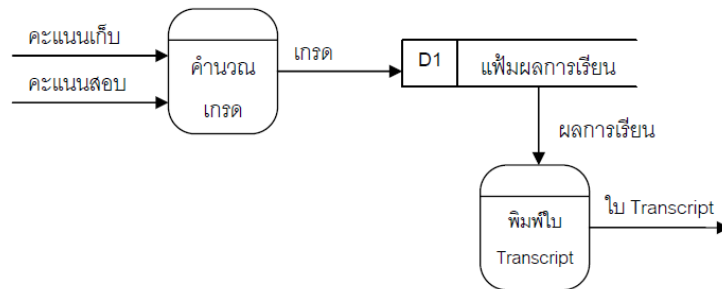 คะแนนเก็บ
คะแนนสอบ
คำนวณ
เกรด
เกรด
D1
แฟ้มผลการเรียน
ผลการเรียน
พิมพ์ใบ
Transcript
ใบ Transcript